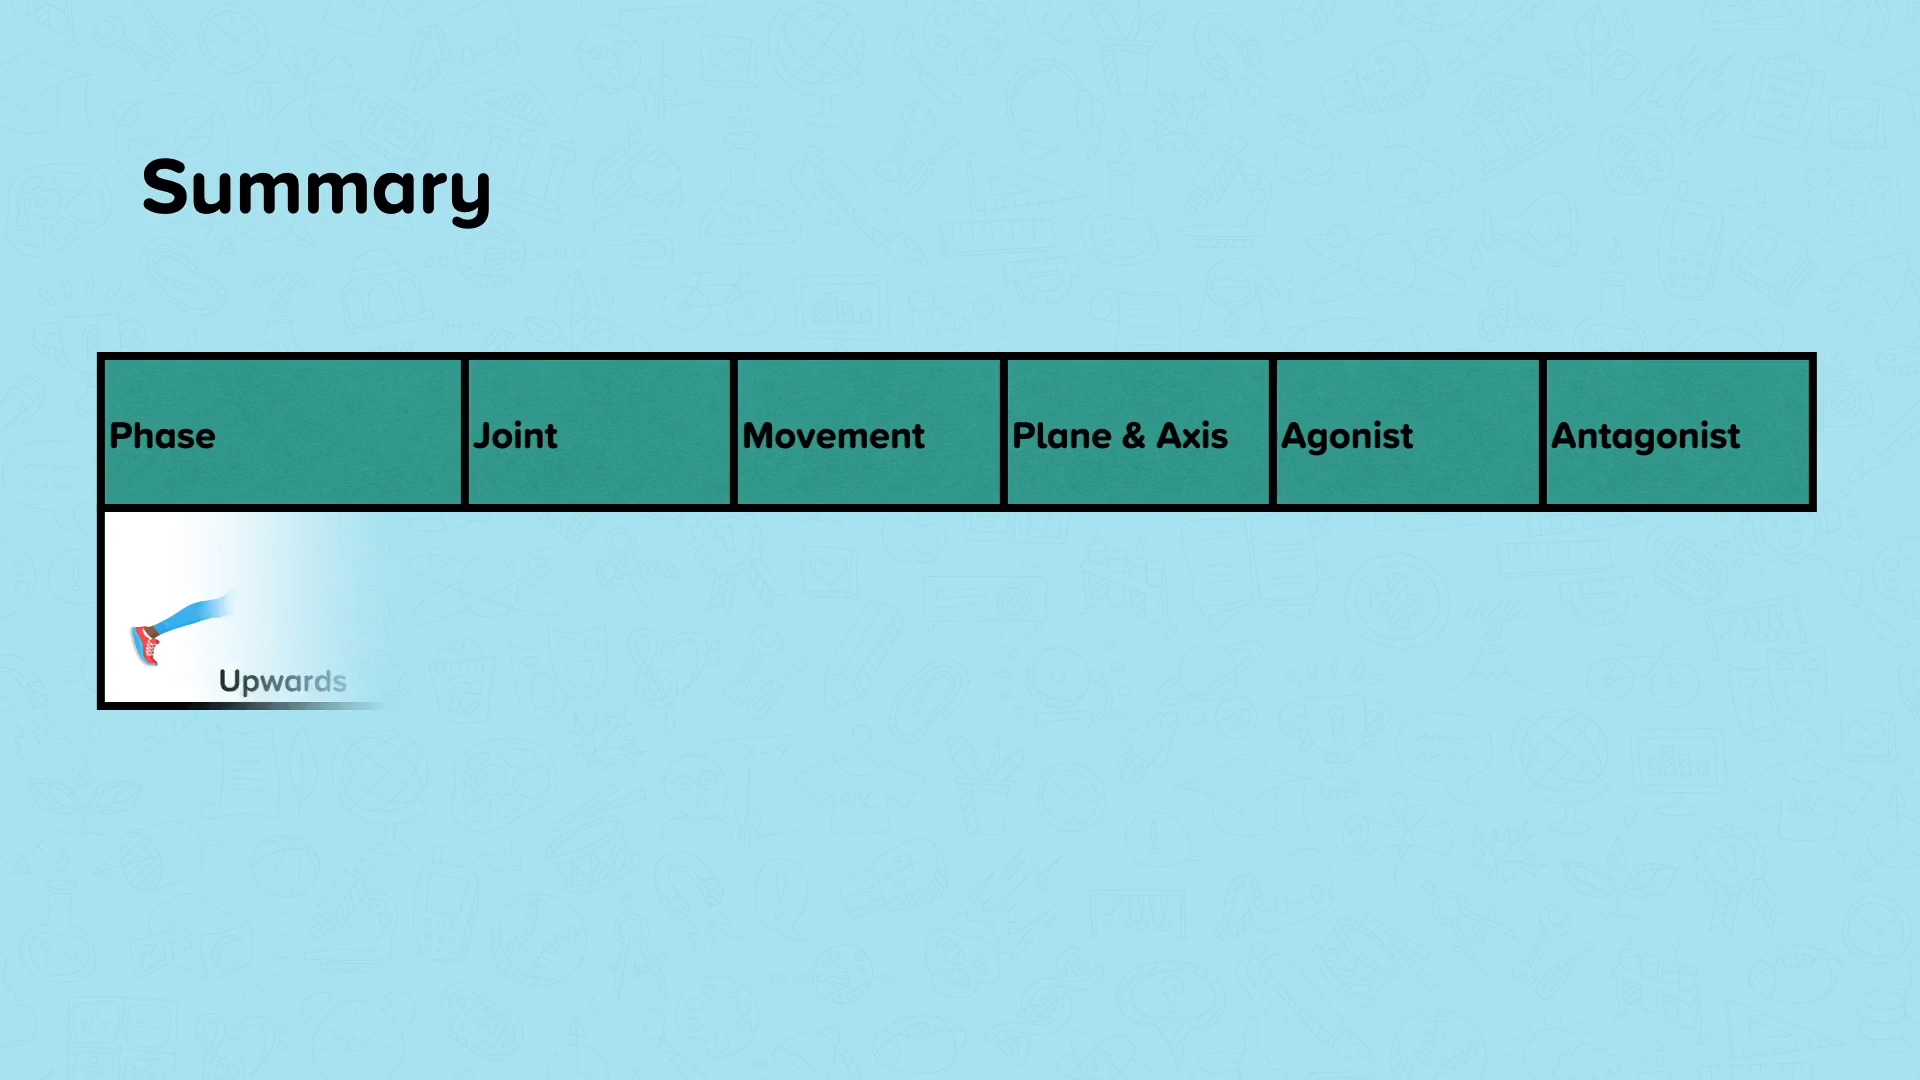 Summary
Phase
Joint
Movement
Plane & Axis
Agonist
Antagonist
Upwards